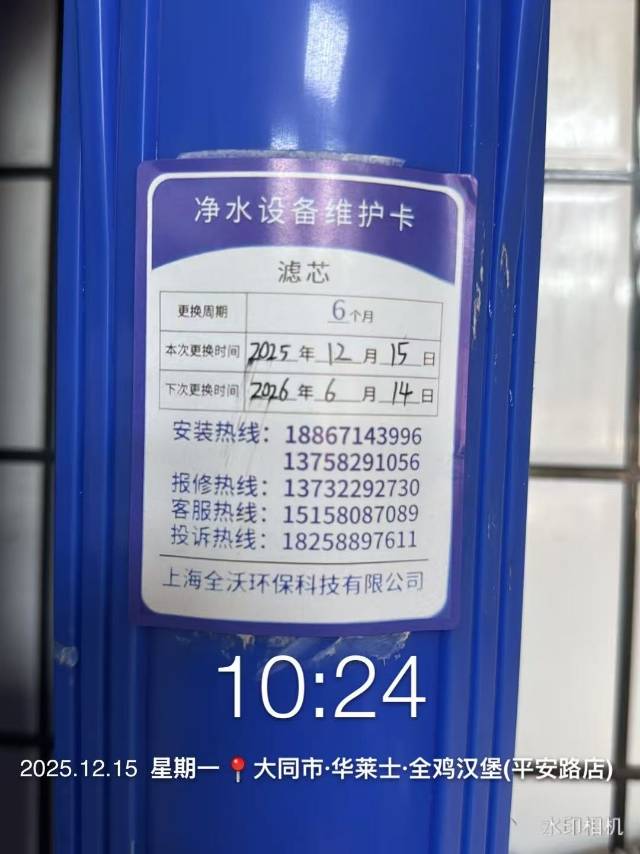 净水设备维护卡
滤芯
更换周期 6个月
本次更换时间 2025年12月15日
下次更换时间 2026年6月14日
安装热线：18867143996
13758291056
报修热线：13732292730
客服热线：15158087089
投诉热线：18258897611
上海全沃环保科技有限公司
10:24
2025.12.15 星期一 大同市·华莱士·全鸡汉堡(平安路店)
水印相机